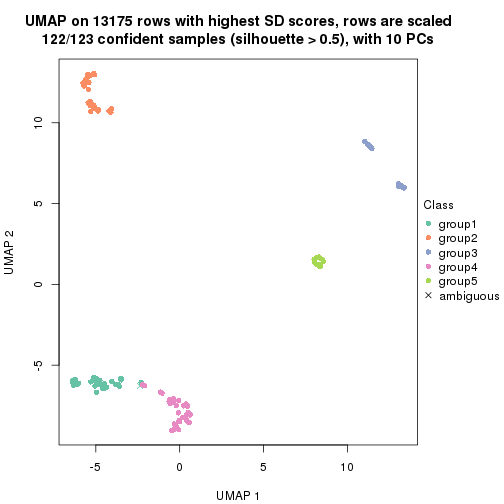 UMAP on 13175 rows with highest SD scores, rows are scaled
122/123 confident samples (silhouette > 0.5), with 10 PCs
10
5
0
-5
UMAP 2
-5
0
5
10
UMAP 1
Class
group1
group2
group3
group4
group5
ambiguous